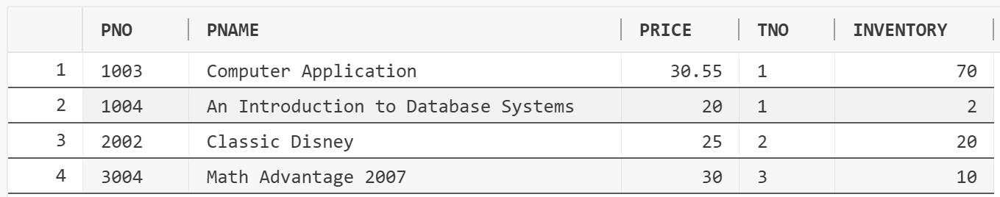 PNO PNAME PRICE TNO INVENTORY
1 1003 Computer Application 30.55 1 70
2 1004 An Introduction to Database Systems 20 1 2
3 2002 Classic Disney 25 2 20
4 3004 Math Advantage 2007 30 3 10